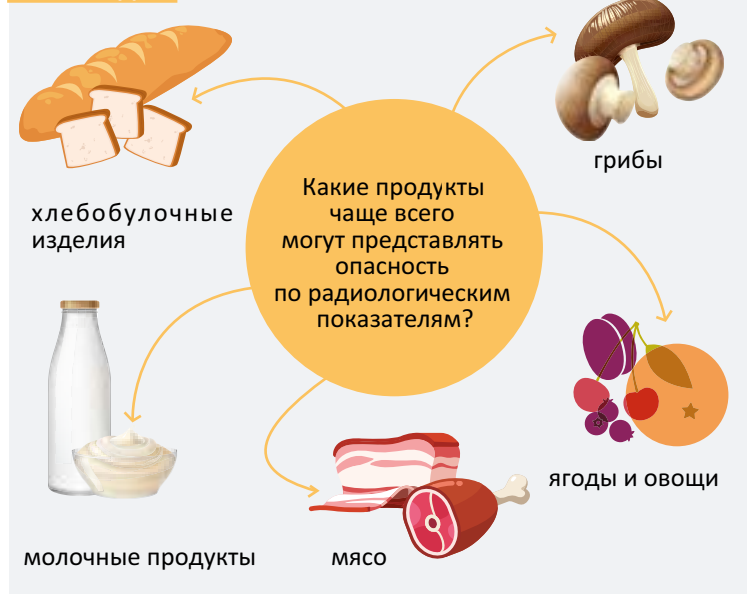 Какие продукты
чаще всего
могут представлять
опасность
по радиологическим
показателям?
грибы
хлебобулочные
изделия
ягоды и овощи
молочные продукты
мясо